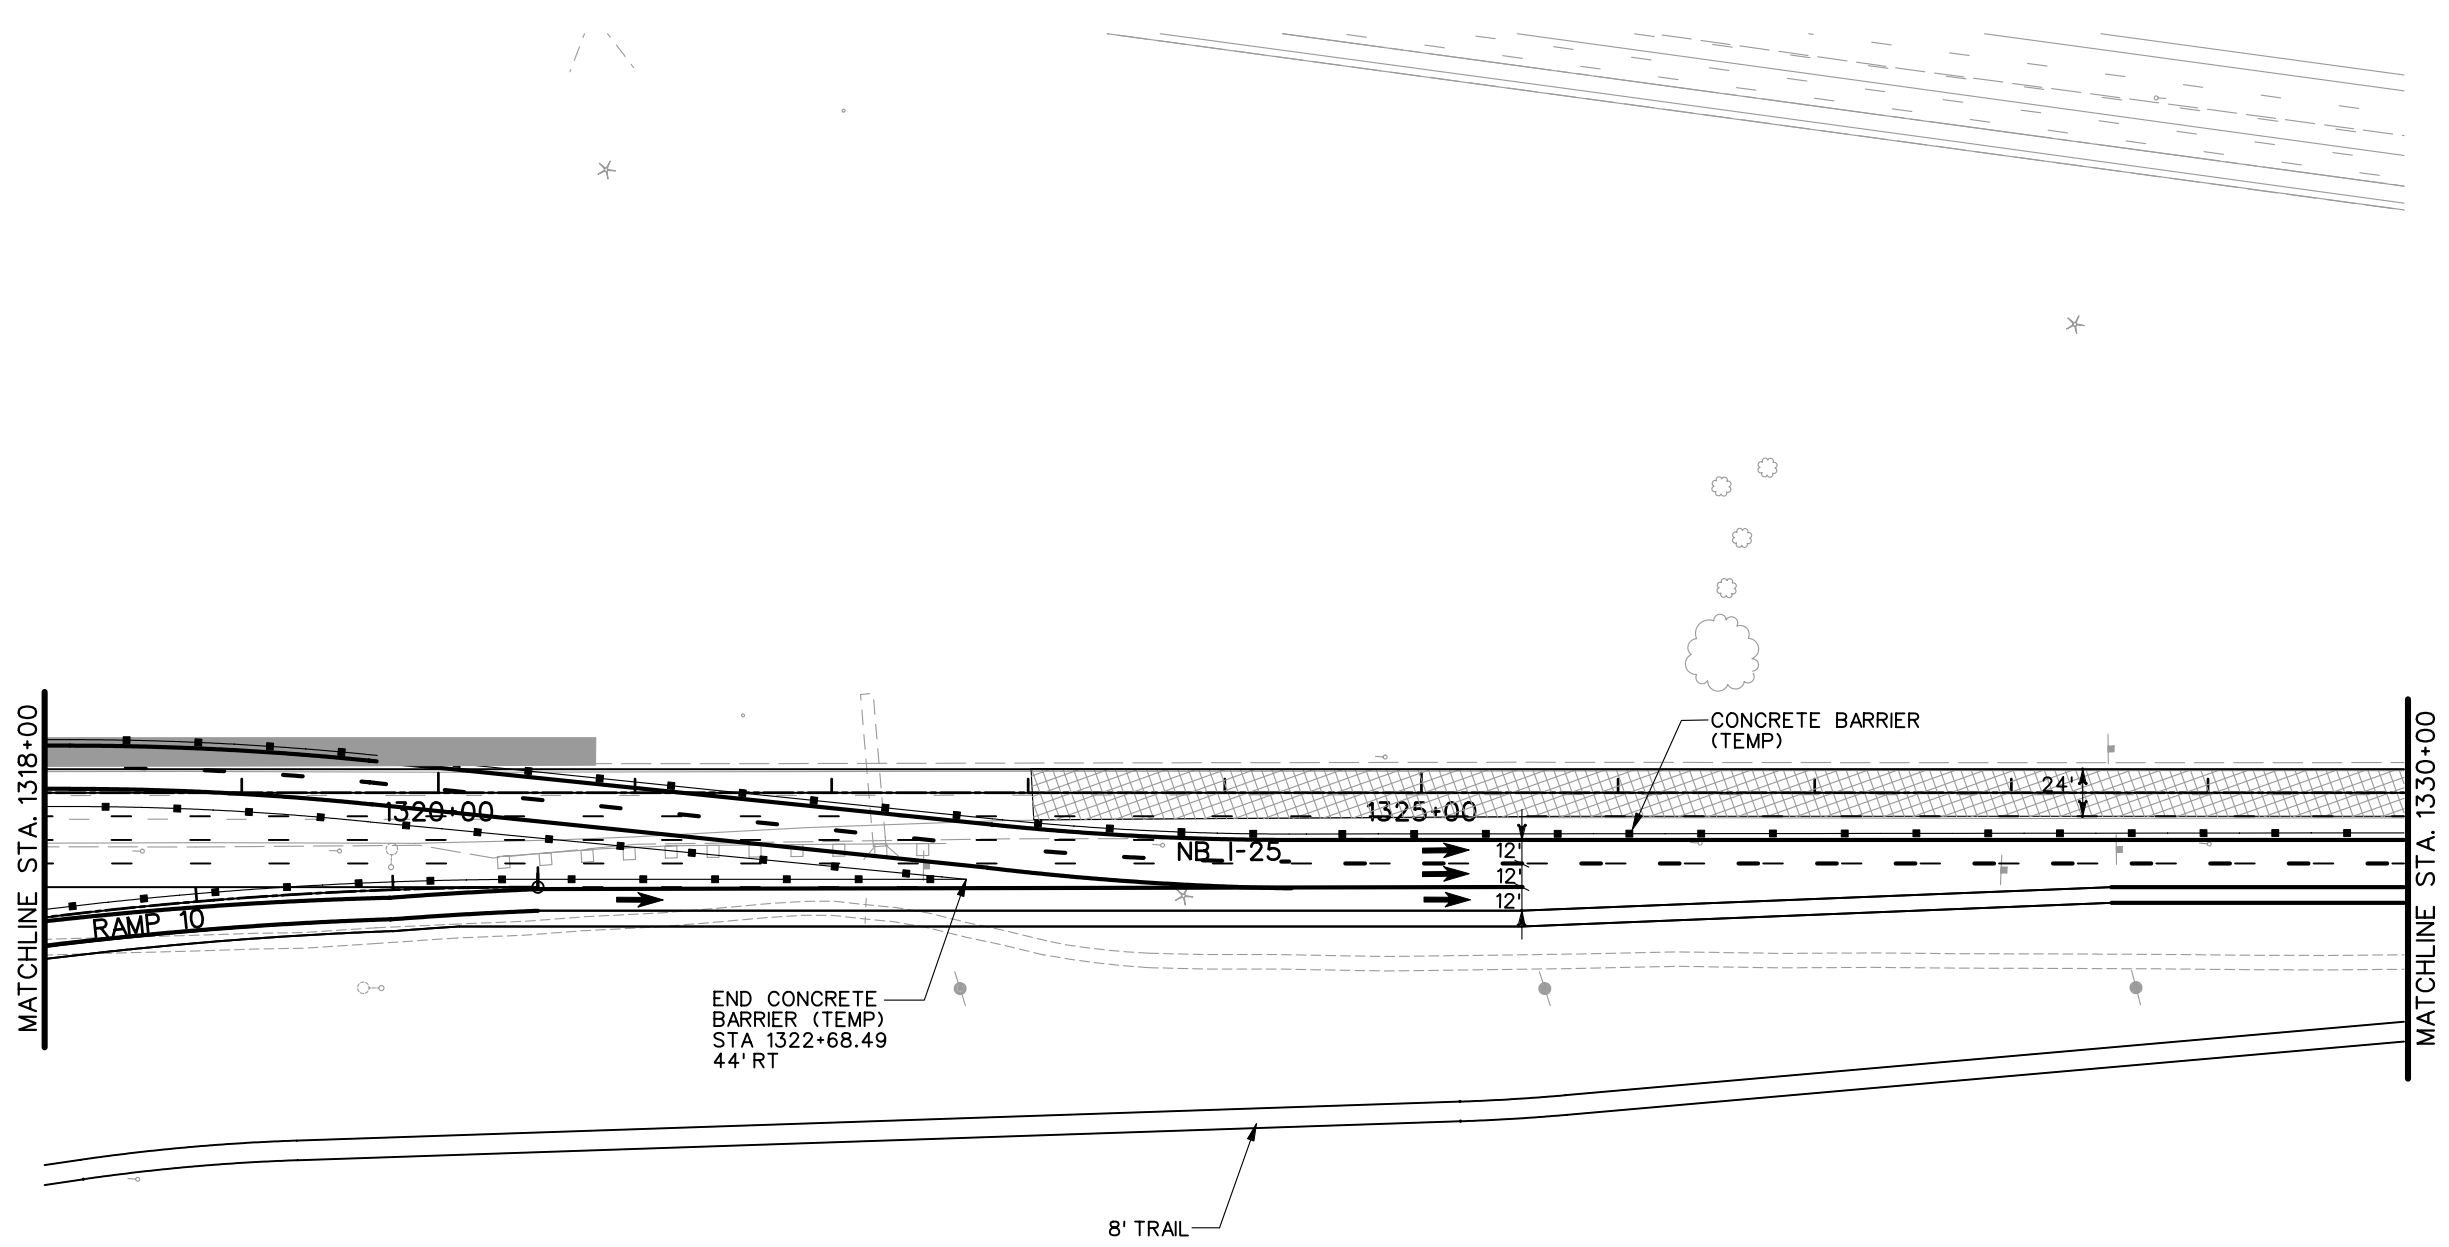 MATCHLINE STA. 1318+00
1320+00
RAMP 10
NB I-25
1325+00
CONCRETE BARRIER
(TEMP)
24'
12'
12'
12'
END CONCRETE
BARRIER (TEMP)
STA 1322+68.49
44' RT
8' TRAIL
MATCHLINE STA. 1330+00